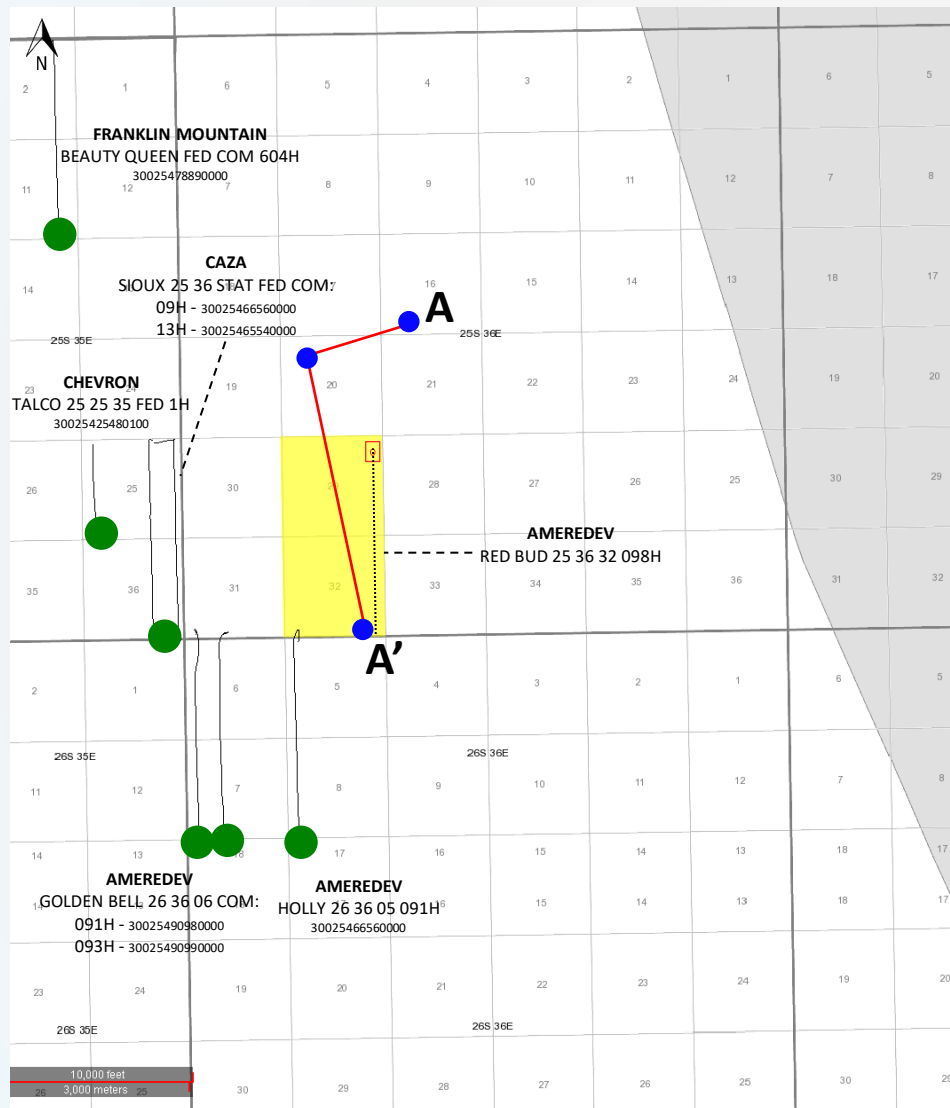 N
2 1 6 5 4 3 2 1 6 5
FRANKLIN MOUNTAIN
BEAUTY QUEEN FED COM 604H
30025478890000
11 12 7 8 9 10 11 12 7 8
CAZA
SIOUX 25 36 STAT FED COM:
09H - 30025466560000
13H - 30025465540000
14 16 15 14 13 18 17
A
25S 35E 25S 36E
CHEVRON
TALCO 25 25 35 FED 1H
30025425480100
23 19 20 21 22 23 24 19 20
26 25 30 29 28 27 26 25 30 29
AMEREDEV
RED BUD 25 36 32 098H
35 36 31 32 33 34 35 36 31 32
A’
2 1 6 5 4 3 2 1 6 5
26S 35E 26S 36E
11 12 7 8 9 10 11 12 7 8
14 13 18 17 16 15 14 13 18 17
AMEREDEV
GOLDEN BELL 26 36 06 COM:
091H - 30025490980000
093H - 30025490990000
AMEREDEV
HOLLY 26 36 05 091H
30025466560000
14 16 15 14 13 18 17
23 24 19 20 21 22 23 24 19 20
26S 35E 26S 36E
10,000 feet
3,000 meters
26 25 30 29 28 27 26 25 30 29